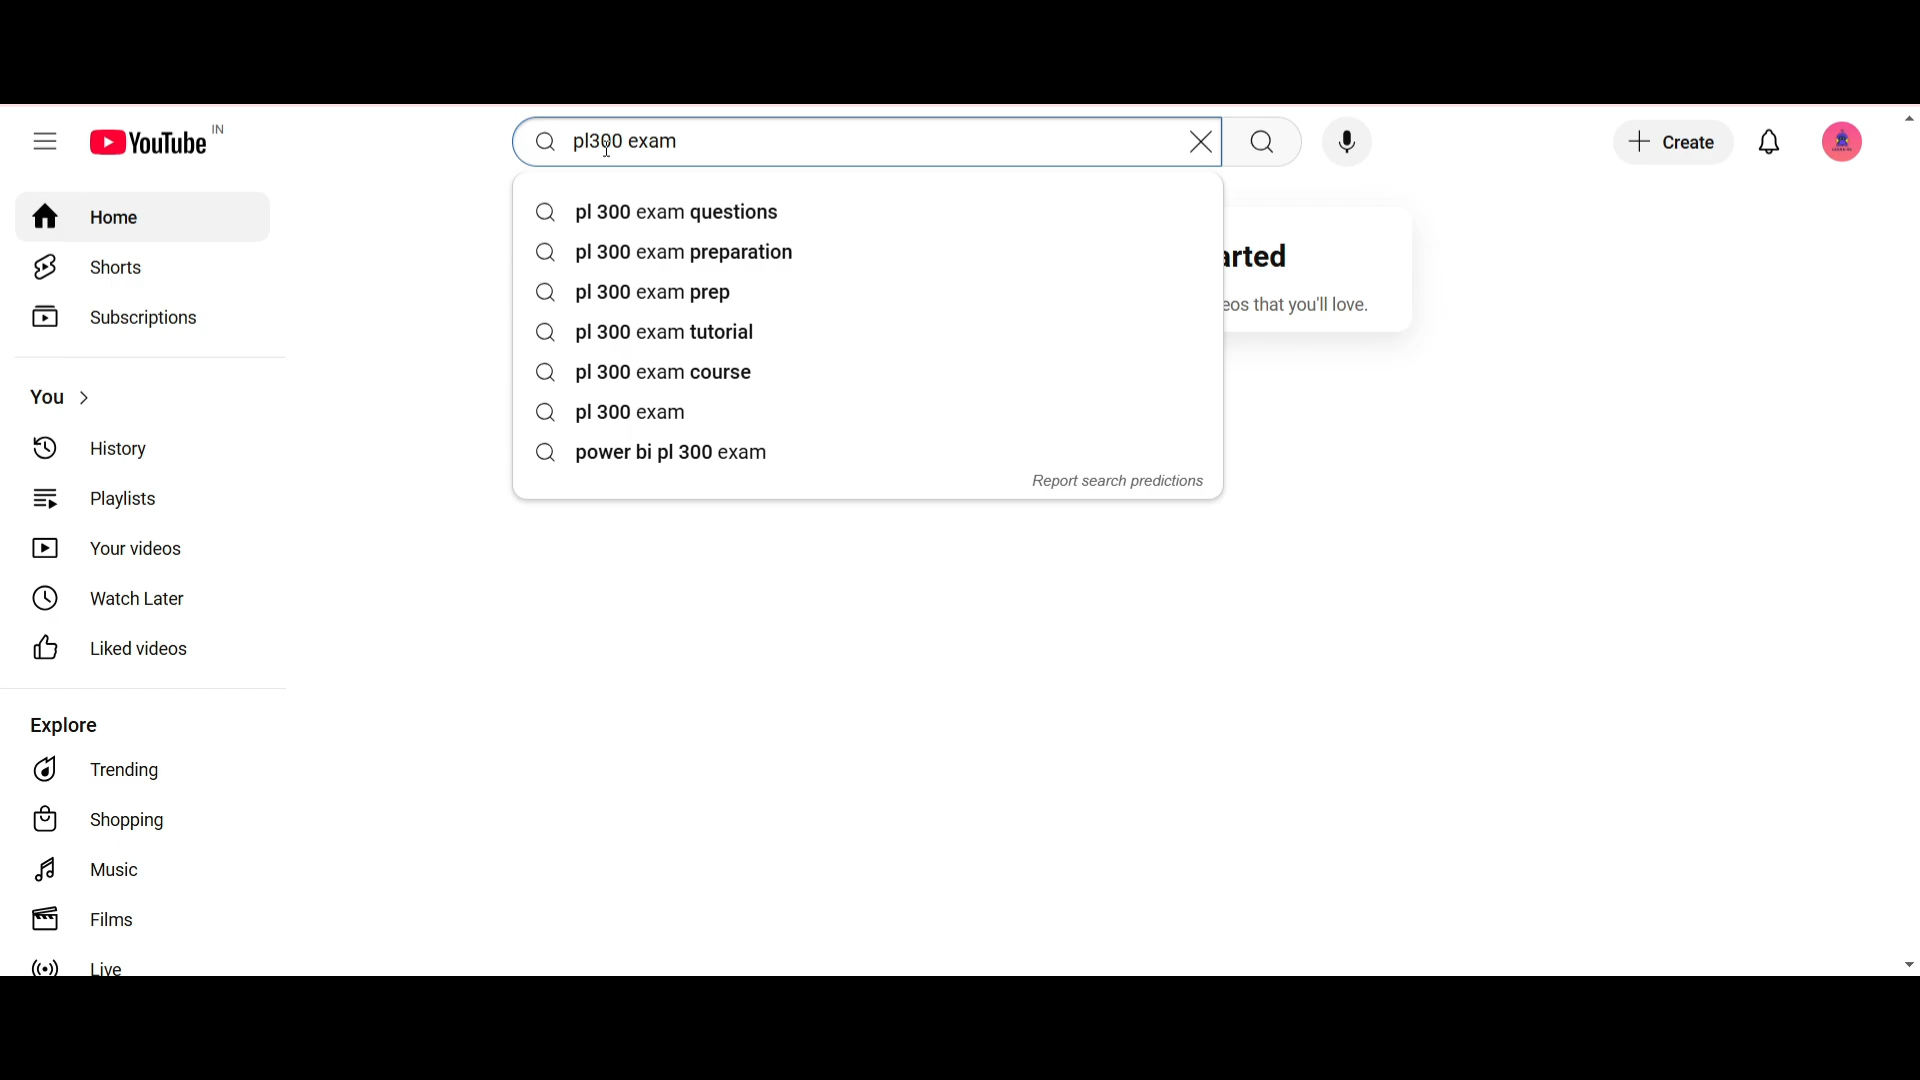 YouTube IN
pl300 exam
Create
Home
Shorts
Subscriptions
You
History
Playlists
Your videos
Watch Later
Liked videos
Explore
Trending
Shopping
Music
Films
Live
pl 300 exam questions
pl 300 exam preparation
pl 300 exam prep
pl 300 exam tutorial
pl 300 exam course
pl 300 exam
power bi pl 300 exam
Report search predictions
arted
eos that you'll love.